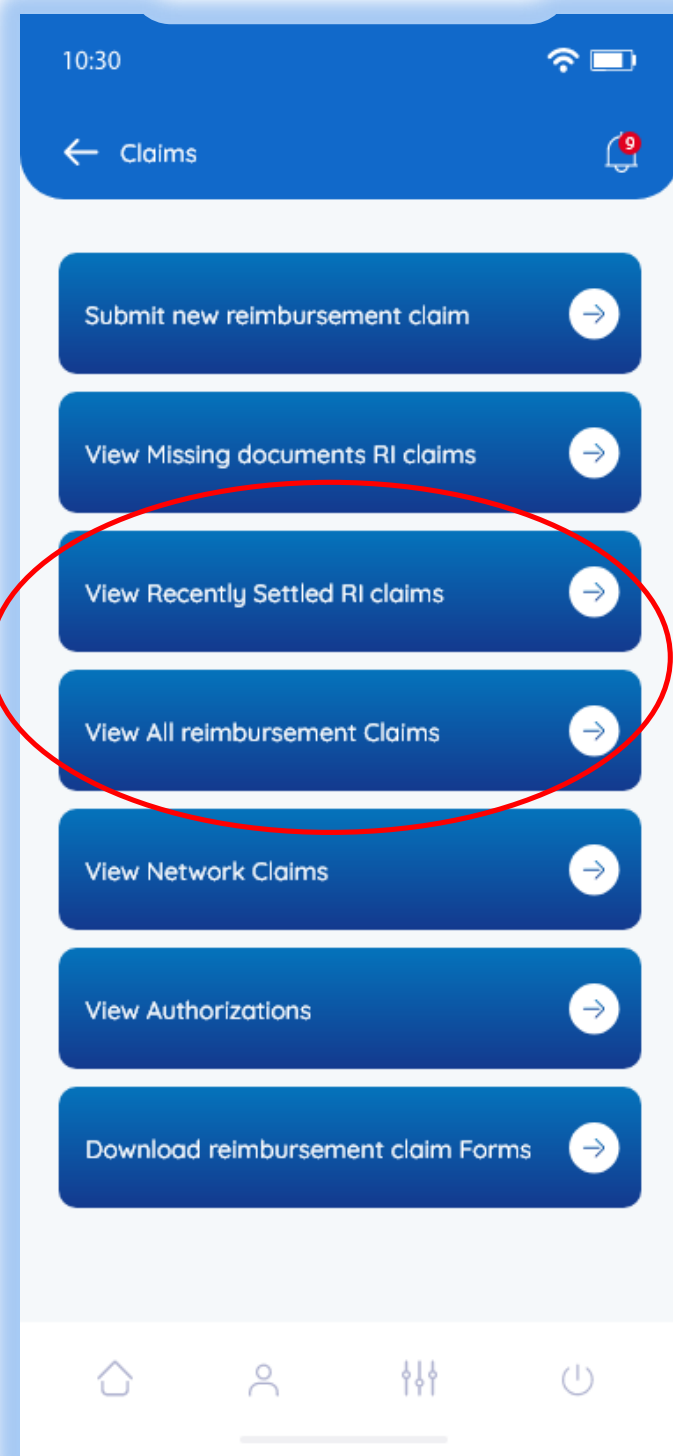 10:30
Claims
9
Submit new reimbursement claim
View Missing documents RI claims
View Recently Settled RI claims
View All reimbursement Claims
View Network Claims
View Authorizations
Download reimbursement claim Forms